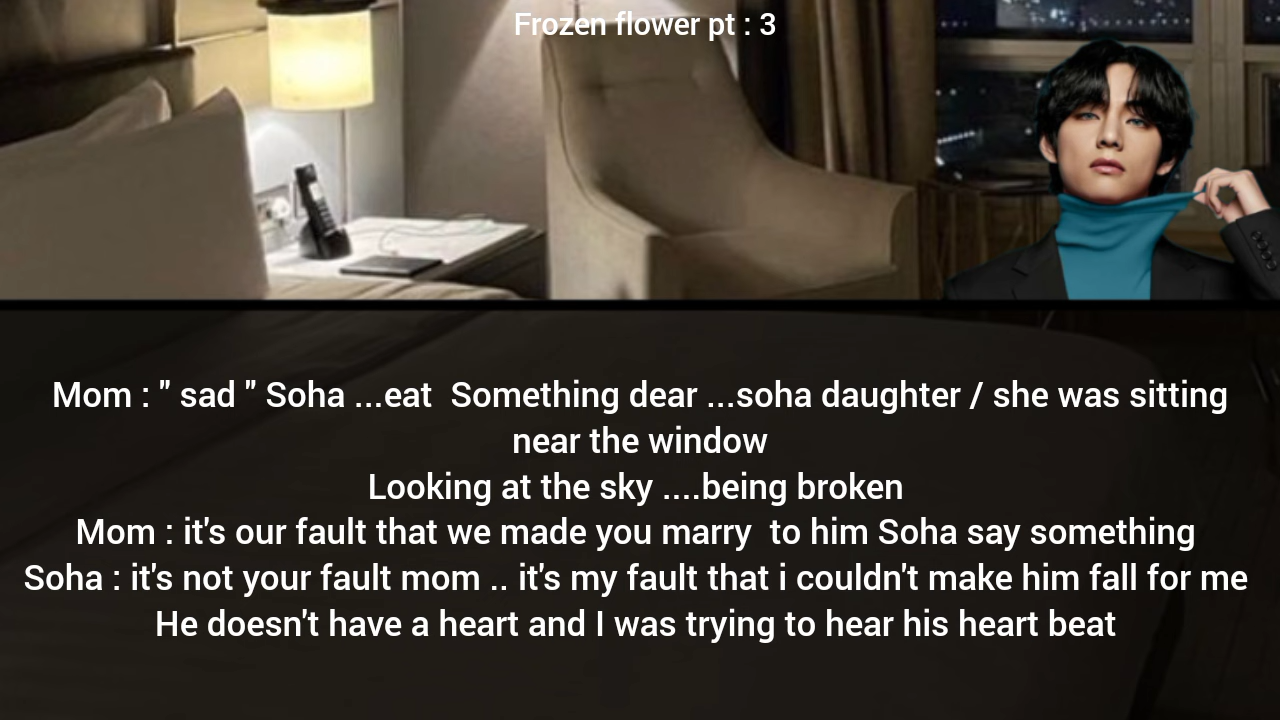 Frozen flower pt : 3
Mom : " sad " Soha ...eat  Something dear ...soha daughter / she was sitting
near the window
Looking at the sky ....being broken
Mom : it's our fault that we made you marry  to him Soha say something
Soha : it's not your fault mom .. it's my fault that i couldn't make him fall for me
He doesn't have a heart and I was trying to hear his heart beat